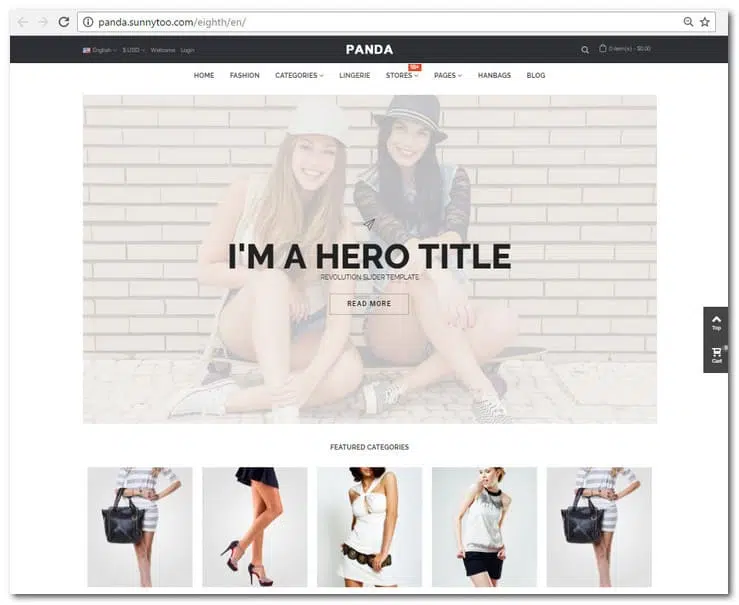 panda.sunnytoo.com/eighth/en/
English $ USD Welcome Login
PANDA
0 item(s) - $0.00
10+
HOME FASHION CATEGORIES LINGERIE STORES PAGES HANBAGS BLOG
I'M A HERO TITLE
REVOLUTION SLIDER TEMPLATE
READ MORE
Top
Cart
FEATURED CATEGORIES